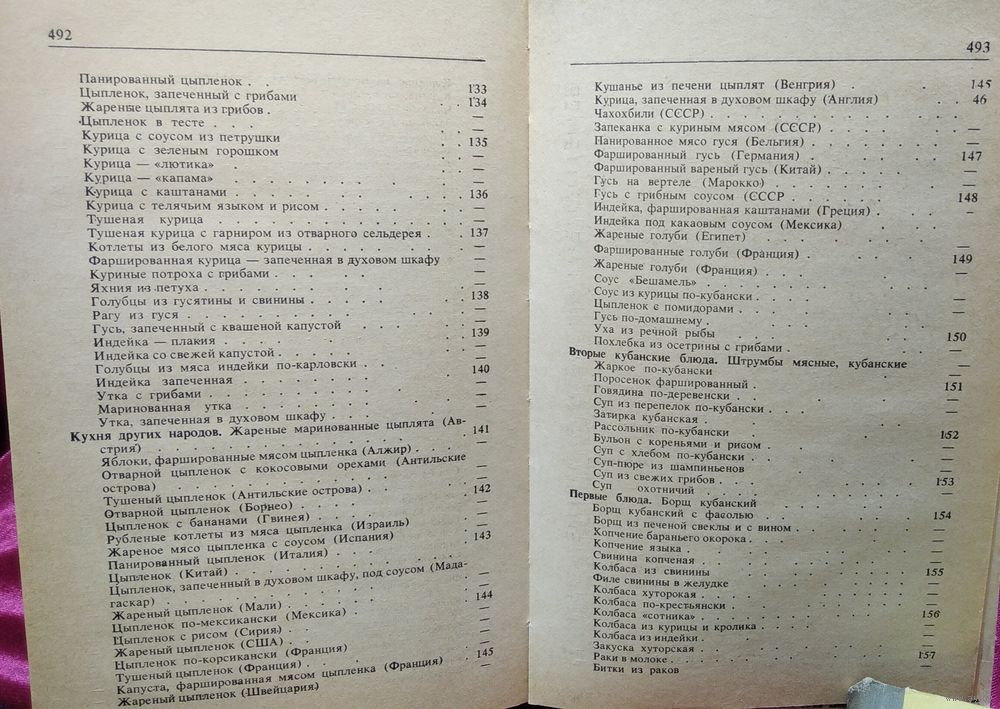 492
Панированный цыпленок . .
Цыпленок, запеченный с грибами 133
Жареные цыплята из грибов . 134
Цыпленок в тесте . . . —
Курица с соусом из петрушки —
Курица с зеленым горошком 135
Курица — «лютика» —
Курица — «капама» —
Курица с каштанами —
Курица с телячьим языком и рисом 136
Тушеная курица —
Тушеная курица с гарниром из отварного сельдерея . —
Котлеты из белого мяса курицы . 137
Фаршированная курица — запеченная в духовом шкафу —
Куриные потроха с грибами . —
Яхния из петуха . —
Голубцы из гусятины и свинины . —
Рагу из гуся . 138
Гусь, запеченный с квашеной капустой —
Индейка — плакия —
Индейка со свежей капустой . 139
Голубцы из мяса индейки по-карловски . —
Индейка запеченная —
Утка с грибами . 140
Маринованная утка —
Утка, запеченная в духовом шкафу . —
Кухня других народов. Жареные маринованные цыплята (Ав-
стрия) 141
Яблоки, фаршированные мясом цыпленка (Алжир) . —
Отварной цыпленок с кокосовыми орехами (Антильские
острова) . —
Тушеный цыпленок (Антильские острова) . —
Отварной цыпленок (Борнео) . 142
Цыпленок с бананами (Гвинея) . —
Рубленые котлеты из мяса цыпленка (Израиль) —
Жареное мясо цыпленка с соусом (Испания) 143
Панированный цыпленок (Италия) . —
Цыпленок (Китай) . —
Цыпленок, запеченный в духовом шкафу, под соусом (Мада-
гаскар) . —
Жареный цыпленок (Мали) . 144
Цыпленок по-мексикански (Мексика) —
Цыпленок с рисом (Сирия) . —
Жареный цыпленок (США) . —
Цыпленок по-корсикански (Франция) —
Тушеный цыпленок (Франция) . 145
Капуста, фаршированная мясом цыпленка (Франция) —
Жареный цыпленок (Швейцария)
493
Кушанье из печени цыплят (Венгрия) . 145
Курица, запеченная в духовом шкафу (Англия) . 46
Чахохбили (СССР) .
Запеканка с куриным мясом (СССР) . —
Панированное мясо гуся (Бельгия) . —
Фаршированный гусь (Германия) . 147
Фаршированный вареный гусь (Китай) . —
Гусь на вертеле (Марокко) . —
Гусь с грибным соусом (СССР . 148
Индейка, фаршированная каштанами (Греция) . —
Индейка под какаовым соусом (Мексика)
Жареные голуби (Египет) —
Фаршированные голуби (Франция) . 149
Жареные голуби (Франция) . —
Соус «Бешамель» . —
Соус из курицы по-кубански . —
Цыпленок с помидорами . —
Гусь по-домашнему . —
Уха из речной рыбы 150
Похлебка из осетрины с грибами . —
Вторые кубанские блюда. Штрумбы мясные, кубанские
Жаркое по-кубански —
Поросенок фаршированный . 151
Говядина по-деревенски . —
Суп из перепелок по-кубански . —
Затирка кубанская . —
Рассольник по-кубански 152
Бульон с кореньями и рисом . —
Суп с хлебом по-кубански . —
Суп-пюре из шампиньенов —
Суп из свежих грибов . 153
Суп охотничий . —
Первые блюда. Борщ кубанский —
Борщ кубанский с фасолью . 154
Борщ из печеной свеклы и с вином . —
Копчение бараньего окорока . —
Копчение языка . —
Свинина копченая . —
Колбаса из свинины 155
Филе свинины в желудке —
Колбаса хуторокая . —
Колбаса по-крестьянски . —
Колбаса «сотника» . 156
Колбаса из курицы и кролика . —
Колбаса из индейки . —
Закуска хуторская —
Раки в молоке . 157
Битки из раков —